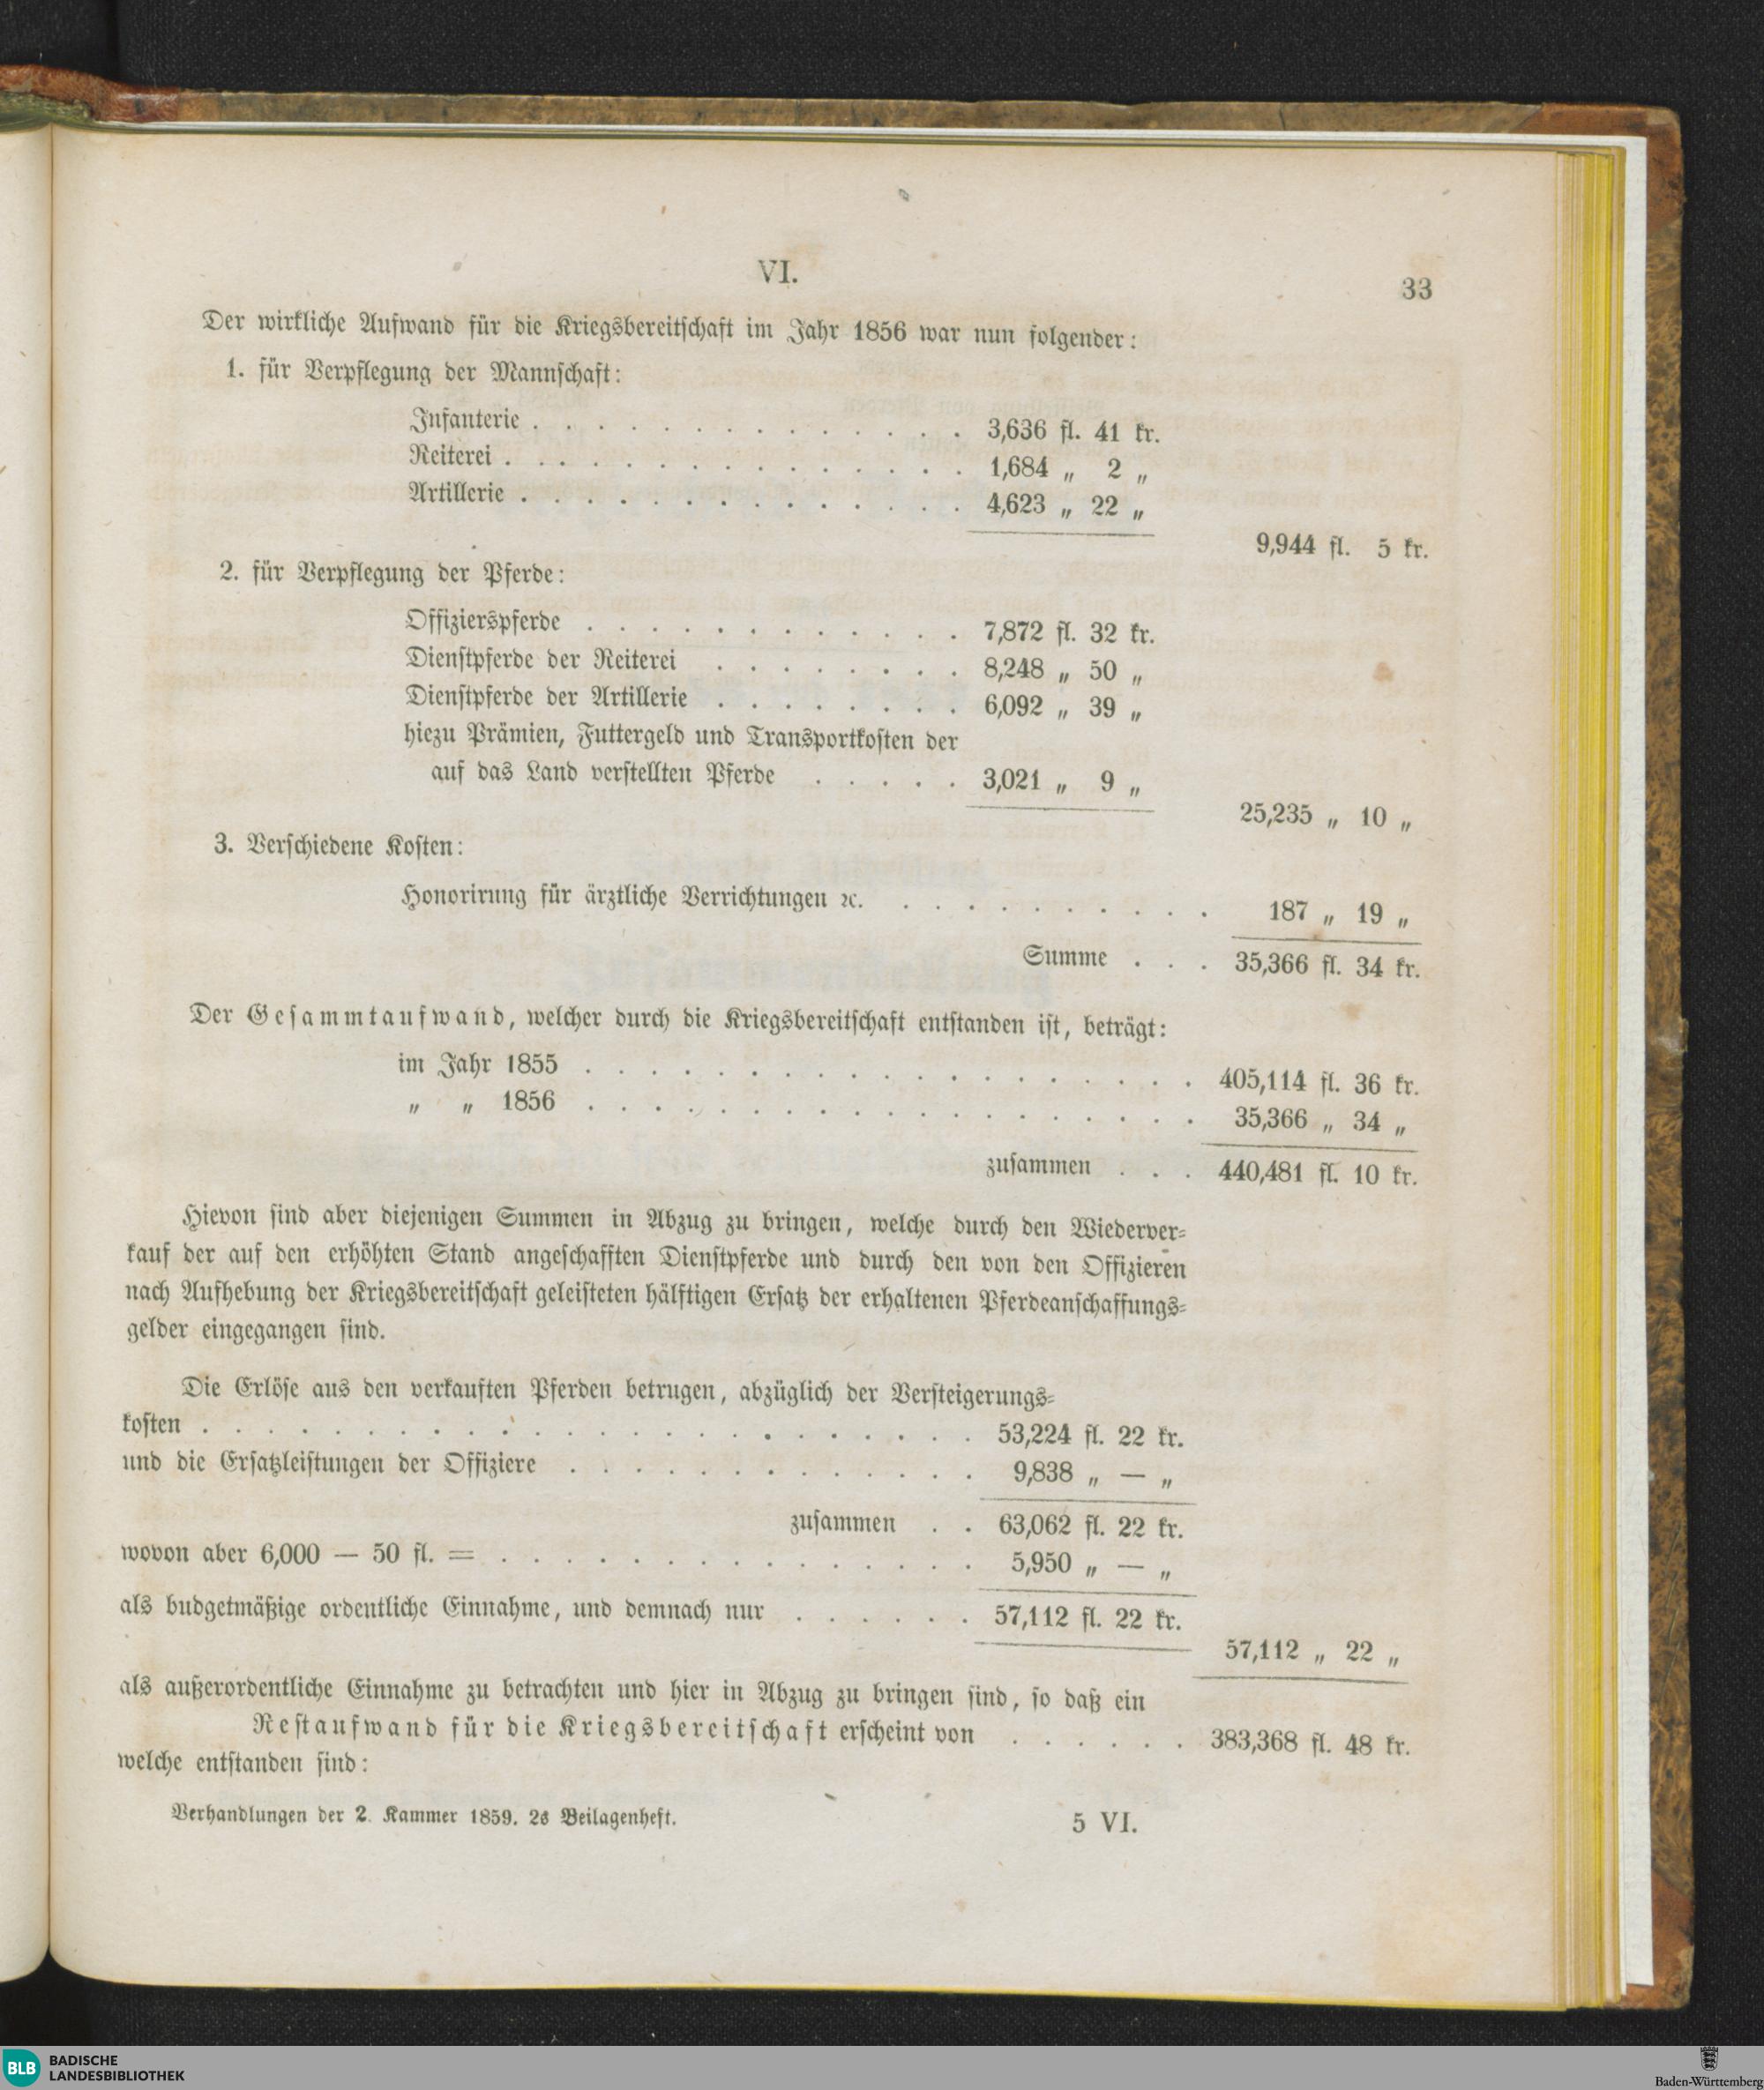 VI.
33
Der wirkliche Aufwand für die Kriegsbereitschaft im Jahr 1856 war nun folgender:
1. für Verpflegung der Mannschaft:
Infanterie . . . . . . . . . . . . . . 3,636 fl. 41 kr.
Reiterei . . . . . . . . . . . . . . 1,684 „ 2 „
Artillerie . . . . . . . . . . . . . . 4,623 „ 22 „
9,944 fl. 5 kr.
2. für Verpflegung der Pferde:
Offizierspferde . . . . . . . . . . . . 7,872 fl. 32 kr.
Dienstpferde der Reiterei . . . . . . . . 8,248 „ 50 „
Dienstpferde der Artillerie . . . . . . . . 6,092 „ 39 „
hiezu Prämien, Futtergeld und Transportkosten der
auf das Land verstellten Pferde . . . . . 3,021 „ 9 „
25,235 „ 10 „
3. Verschiedene Kosten:
Honorirung für ärztliche Verrichtungen ꝛc. . . . . . . . . . . 187 „ 19 „
Summe . . . 35,366 fl. 34 kr.
Der Gesammtaufwand, welcher durch die Kriegsbereitschaft entstanden ist, beträgt:
im Jahr 1855 . . . . . . . . . . . . . . . . . . . 405,114 fl. 36 kr.
„ „ 1856 . . . . . . . . . . . . . . . . . . . 35,366 „ 34 „
zusammen . . . 440,481 fl. 10 kr.
Hievon sind aber diejenigen Summen in Abzug zu bringen, welche durch den Wiederver-
kauf der auf den erhöhten Stand angeschafften Dienstpferde und durch den von den Offizieren
nach Aufhebung der Kriegsbereitschaft geleisteten hälftigen Ersatz der erhaltenen Pferdeanschaffungs-
gelder eingegangen sind.
Die Erlöse aus den verkauften Pferden betrugen, abzüglich der Versteigerungs-
kosten . . . . . . . . . . . . . . . . . . . . . . . . 53,224 fl. 22 kr.
und die Ersatzleistungen der Offiziere . . . . . . . . . . . . . 9,838 „ — „
zusammen . . 63,062 fl. 22 kr.
wovon aber 6,000 — 50 fl. = . . . . . . . . . . . . . . . 5,950 „ — „
als budgetmäßige ordentliche Einnahme, und demnach nur . . . . . . 57,112 fl. 22 kr.
57,112 „ 22 „
als außerordentliche Einnahme zu betrachten und hier in Abzug zu bringen sind, so daß ein
Restaufwand für die Kriegsbereitschaft erscheint von . . . . . . 383,368 fl. 48 kr.
welche entstanden sind:
Verhandlungen der 2. Kammer 1859. 2s Beilagenheft.
5 VI.
BLB BADISCHE
LANDESBIBLIOTHEK
Baden-Württemberg